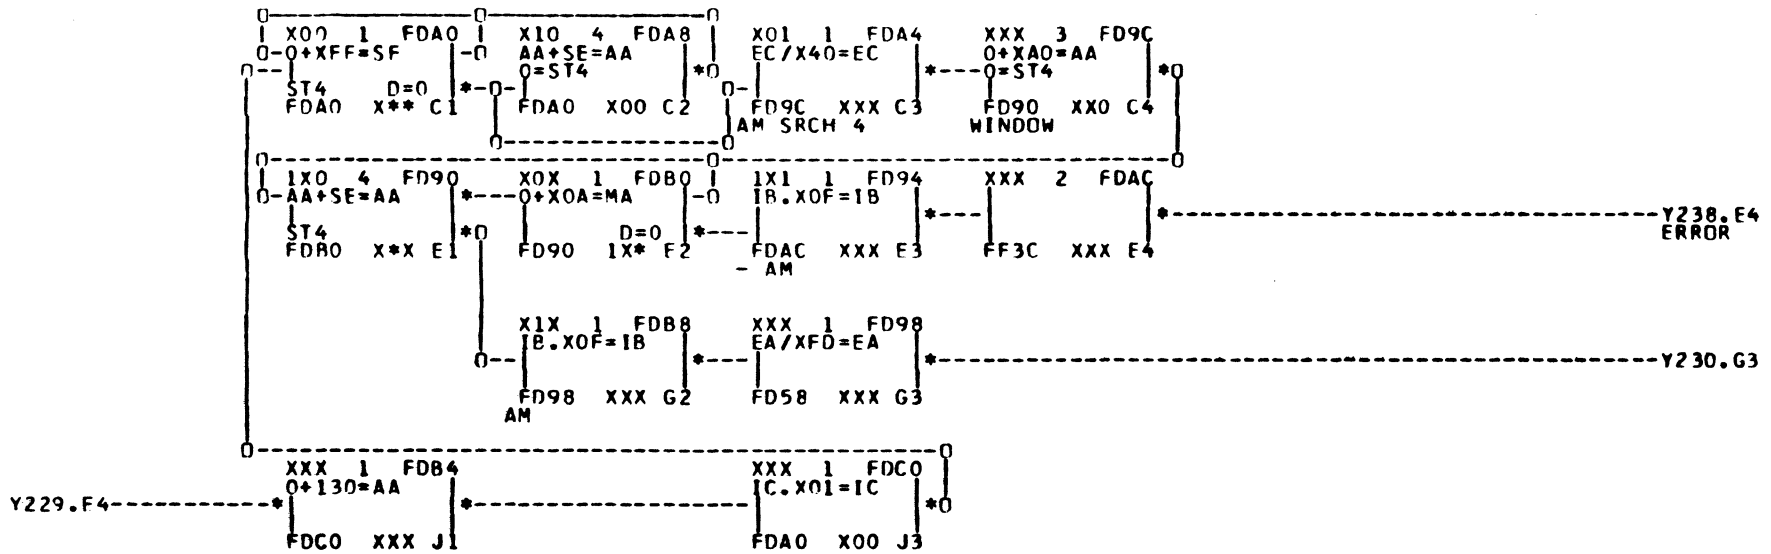 X00 1 FDA0 X10 4 FDA8 X01 1 FDA4 XXX 3 FD9C
0+XFF=SF AA+SE=AA EC/X40=EC 0+XA0=AA
0=ST4 *---0=ST4 *
ST4 D=0 *
FDA0 X** C1 FDA0 X00 C2 FD9C XXX C3 FD90 XX0 C4
AM SRCH 4 WINDOW
1X0 4 FD90 X0X 1 FDB0 1X1 1 FD94 XXX 2 FDAC
AA+SE=AA *---0+X0A=MA IB.X0F=IB
*--- *---Y238.E4
ST4 * D=0 *--- ERROR
FDB0 X*X E1 FD90 1X* E2 FDAC XXX E3 FF3C XXX E4
- AM
X1X 1 FDB8 XXX 1 FD98
IB.X0F=IB EA/XFD=EA
*--- *---Y230.G3
FD98 XXX G2 FD58 XXX G3
AM
XXX 1 FDB4 XXX 1 FDC0
0+130=AA IC.X01=IC
Y229.F4---* *--- *
FDC0 XXX J1 FDA0 X00 J3